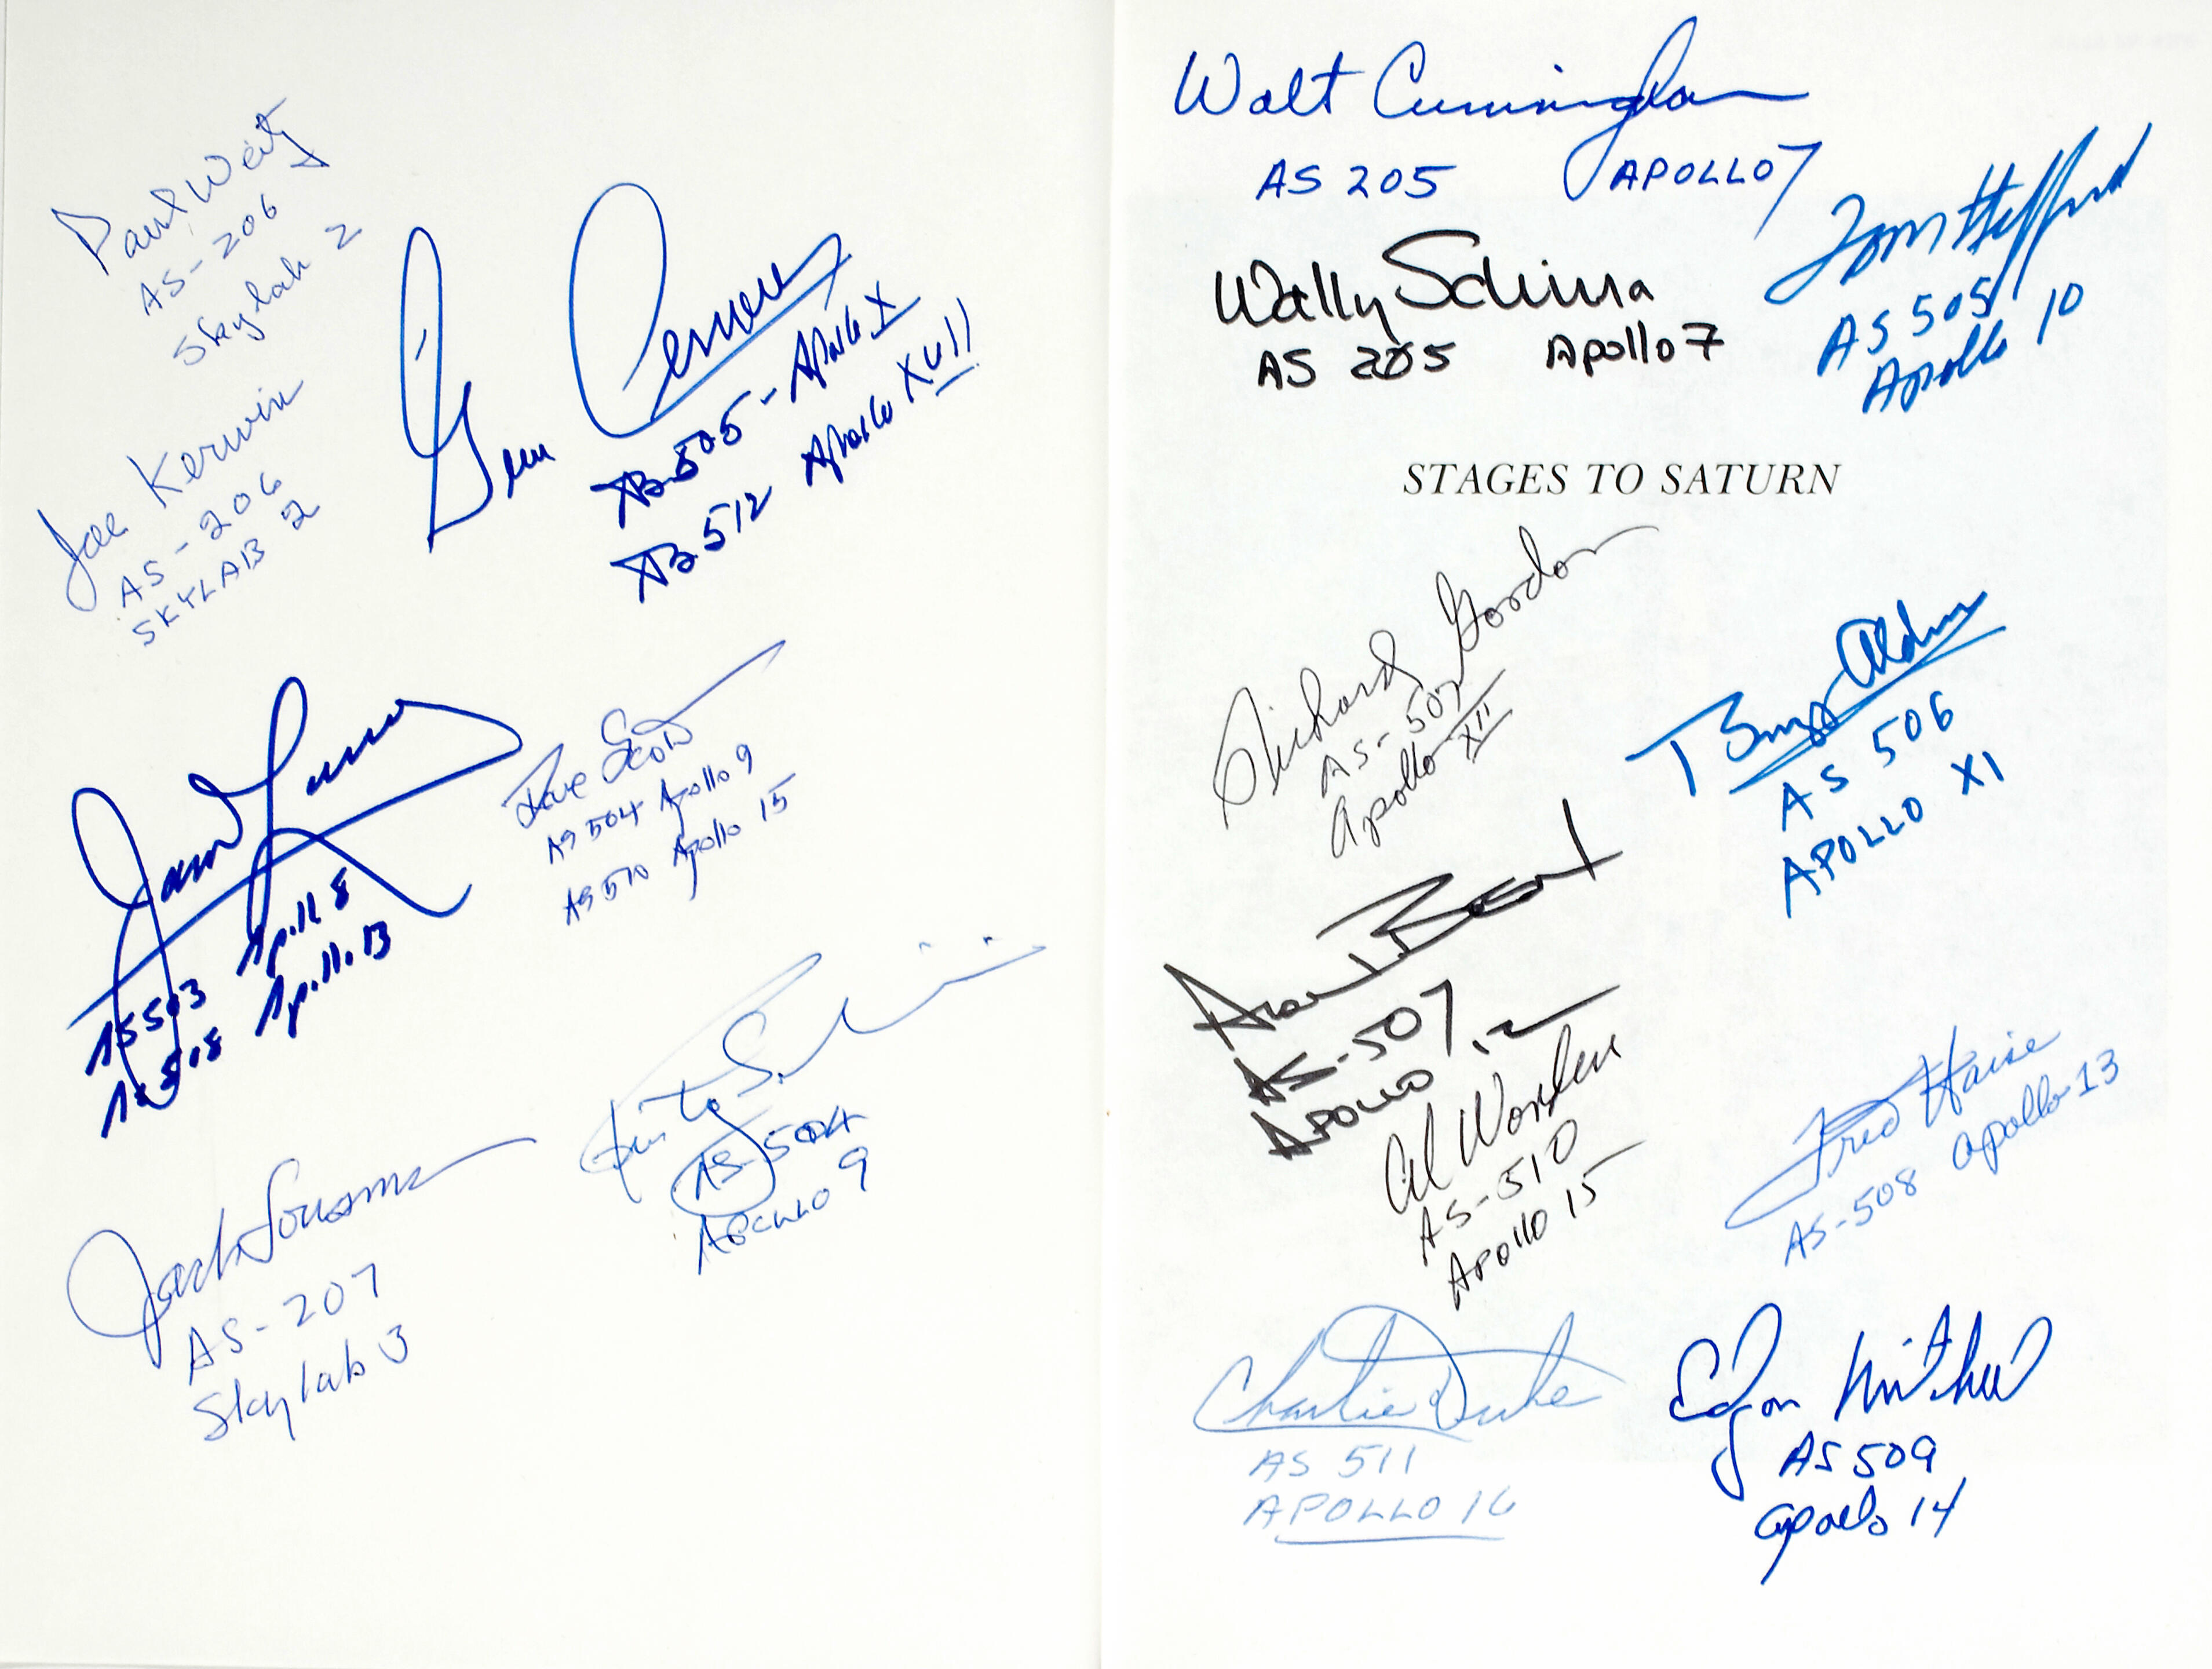 Paul Weitz
AS-206
Skylab 2
Joe Kerwin
AS-206
SKYLAB 2
Gene Cernan
AS-505-Apollo X
AS 512 Apollo XVII
James Lovell
AS 503 Apollo 8
AS 508 Apollo 13
Dave Scott
AS 504 Apollo 9
AS 510 Apollo 15
Jack Lousma
AS-207
Skylab 3
AS-504
APOLLO 9
Walt Cunningham
AS 205 APOLLO 7
Wally Schirra
AS 205 Apollo 7
Tom Stafford
AS 505
Apollo 10
STAGES TO SATURN
Richard Gordon
AS-507
Apollo XII
Buzz Aldrin
AS 506
APOLLO XI
Alan Bean
AS-507
APOLLO 12
Al Worden
AS-510
Apollo 15
Fred Haise
AS-508 Apollo 13
Charlie Duke
AS 511
APOLLO 16
Edgar Mitchell
AS 509
Apollo 14